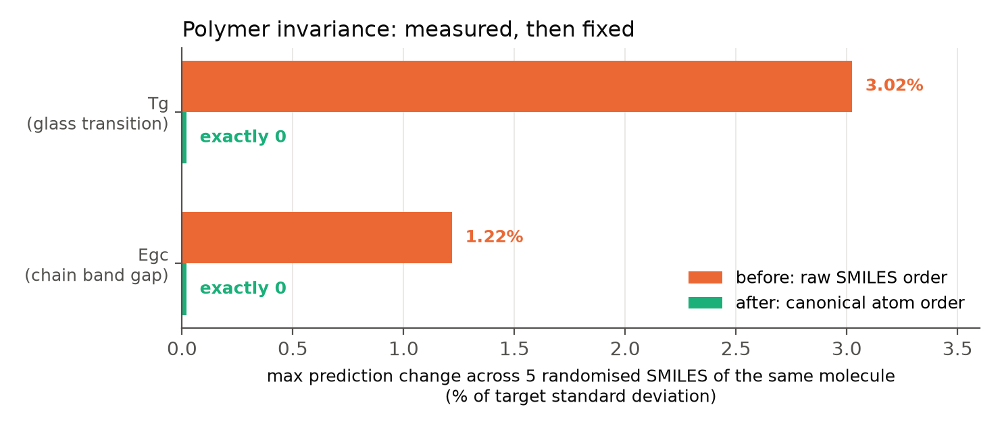 Polymer invariance: measured, then fixed
Tg
(glass transition)
3.02%
exactly 0
Egc
(chain band gap)
1.22%
exactly 0
before: raw SMILES order
after: canonical atom order
0.0 0.5 1.0 1.5 2.0 2.5 3.0 3.5
max prediction change across 5 randomised SMILES of the same molecule
(% of target standard deviation)